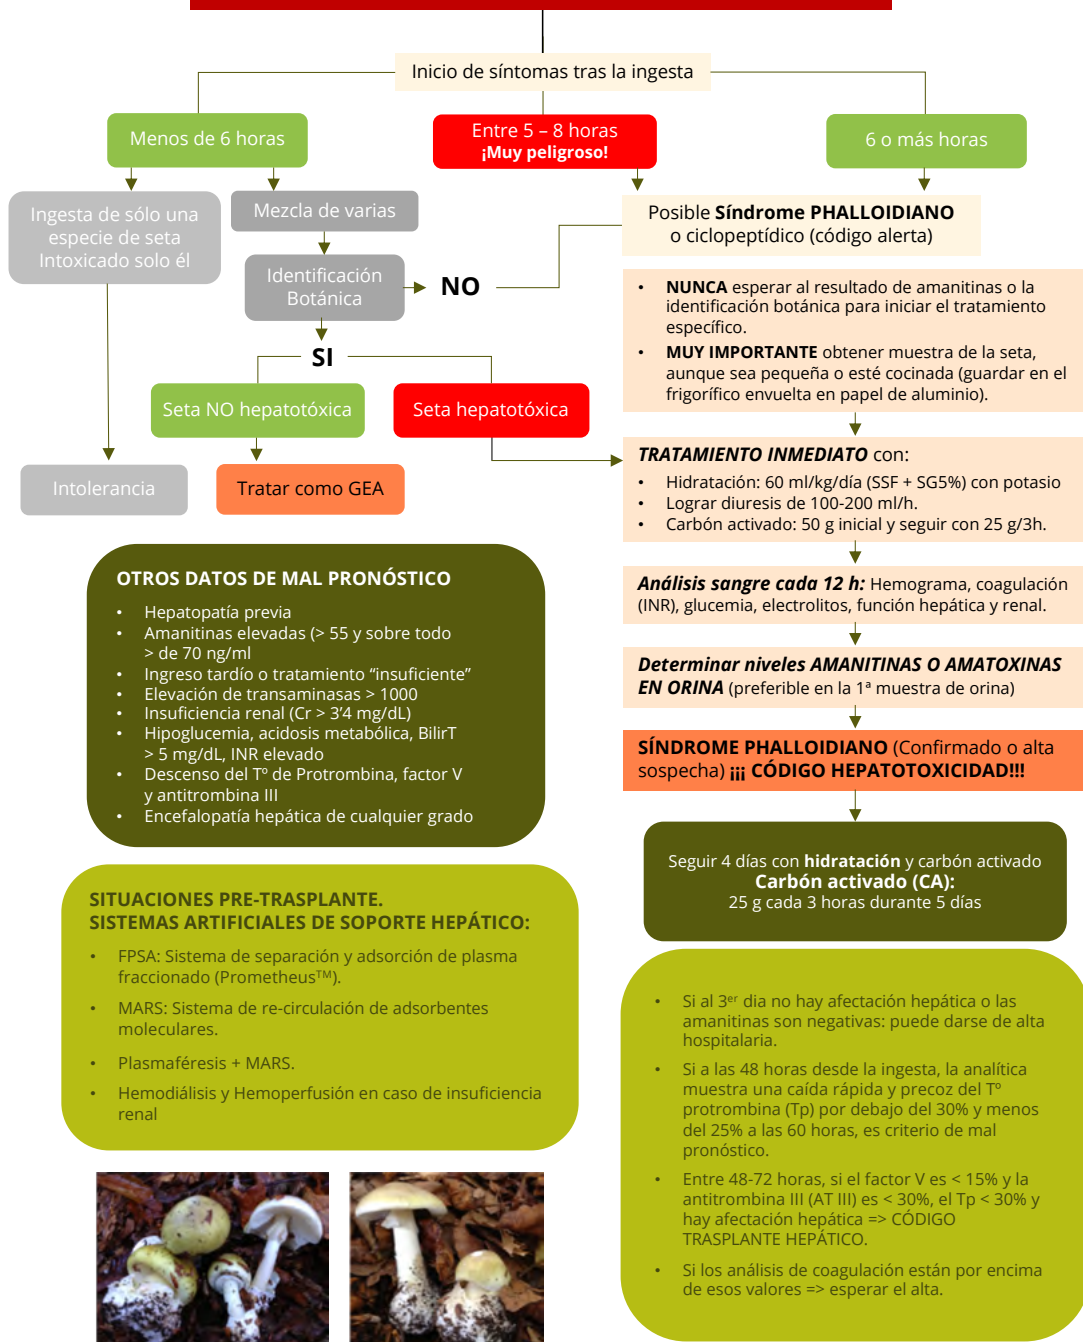 Inicio de síntomas tras la ingesta
Menos de 6 horas
Entre 5 – 8 horas
¡Muy peligroso!
6 o más horas
Ingesta de sólo una
especie de seta
Intoxicado solo él
Mezcla de varias
Posible Síndrome PHALLOIDIANO
o ciclopeptídico (código alerta)
Identificación
Botánica
NO
SI
• NUNCA esperar al resultado de amanitinas o la
identificación botánica para iniciar el tratamiento
específico.
• MUY IMPORTANTE obtener muestra de la seta,
aunque sea pequeña o esté cocinada (guardar en el
frigorífico envuelta en papel de aluminio).
Seta NO hepatotóxica
Seta hepatotóxica
Intolerancia
Tratar como GEA
TRATAMIENTO INMEDIATO con:
• Hidratación: 60 ml/kg/día (SSF + SG5%) con potasio
• Lograr diuresis de 100-200 ml/h.
• Carbón activado: 50 g inicial y seguir con 25 g/3h.
Análisis sangre cada 12 h: Hemograma, coagulación
(INR), glucemia, electrolitos, función hepática y renal.
Determinar niveles AMANITINAS O AMATOXINAS
EN ORINA (preferible en la 1ª muestra de orina)
SÍNDROME PHALLOIDIANO (Confirmado o alta
sospecha) ¡¡¡ CÓDIGO HEPATOTOXICIDAD!!!
Seguir 4 días con hidratación y carbón activado
Carbón activado (CA):
25 g cada 3 horas durante 5 días
OTROS DATOS DE MAL PRONÓSTICO
• Hepatopatía previa
• Amanitinas elevadas (> 55 y sobre todo
> de 70 ng/ml
• Ingreso tardío o tratamiento “insuficiente”
• Elevación de transaminasas > 1000
• Insuficiencia renal (Cr > 3’4 mg/dL)
• Hipoglucemia, acidosis metabólica, BilirT
> 5 mg/dL, INR elevado
• Descenso del Tº de Protrombina, factor V
y antitrombina III
• Encefalopatía hepática de cualquier grado
SITUACIONES PRE-TRASPLANTE.
SISTEMAS ARTIFICIALES DE SOPORTE HEPÁTICO:
• FPSA: Sistema de separación y adsorción de plasma
fraccionado (Prometheus™).
• MARS: Sistema de re-circulación de adsorbentes
moleculares.
• Plasmaféresis + MARS.
• Hemodiálisis y Hemoperfusión en caso de insuficiencia
renal
• Si al 3er dia no hay afectación hepática o las
amanitinas son negativas: puede darse de alta
hospitalaria.
• Si a las 48 horas desde la ingesta, la analítica
muestra una caída rápida y precoz del Tº
protrombina (Tp) por debajo del 30% y menos
del 25% a las 60 horas, es criterio de mal
pronóstico.
• Entre 48-72 horas, si el factor V es < 15% y la
antitrombina III (AT III) es < 30%, el Tp < 30% y
hay afectación hepática => CÓDIGO
TRASPLANTE HEPÁTICO.
• Si los análisis de coagulación están por encima
de esos valores => esperar el alta.